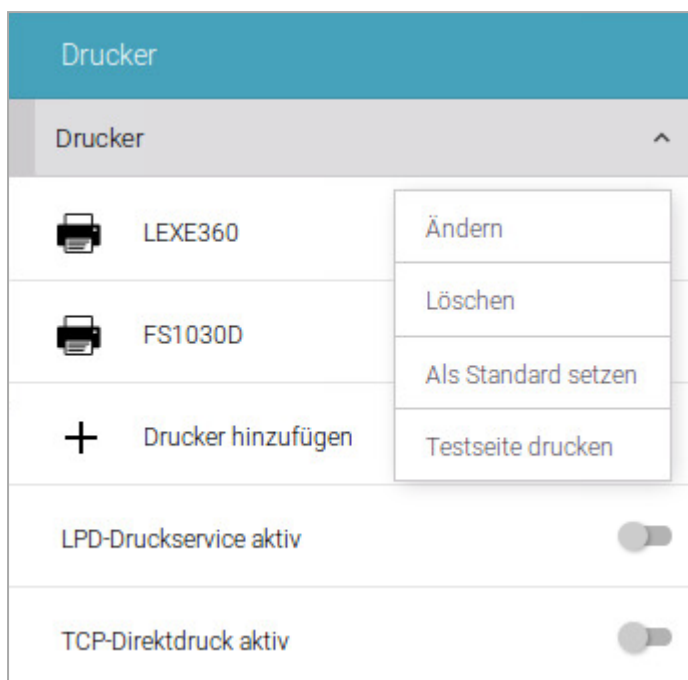 Drucker
Drucker
LEXE360
Ändern
Löschen
FS1030D
Als Standard setzen
Drucker hinzufügen
Testseite drucken
LPD-Druckservice aktiv
TCP-Direktdruck aktiv